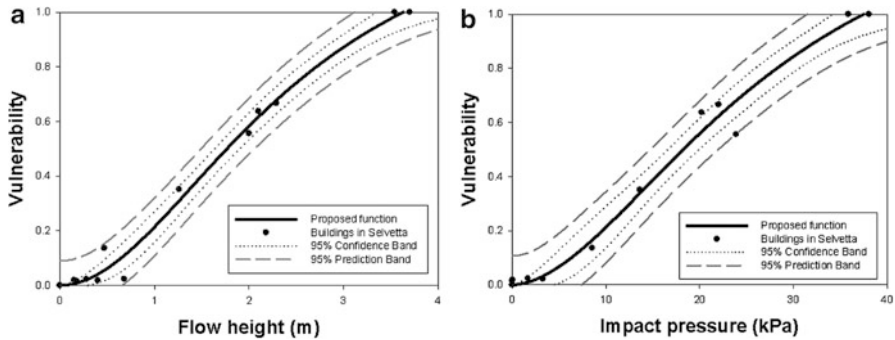 a
1.0
0.8
0.6
0.4
0.2
0.0
Vulnerability
0
1
2
3
4
Flow height (m)
Proposed function
Buildings in Selvetta
95% Confidence Band
95% Prediction Band
b
1.0
0.8
0.6
0.4
0.2
0.0
Vulnerability
0
10
20
30
40
Impact pressure (kPa)
Proposed function
Buildings in Selvetta
95% Confidence Band
95% Prediction Band